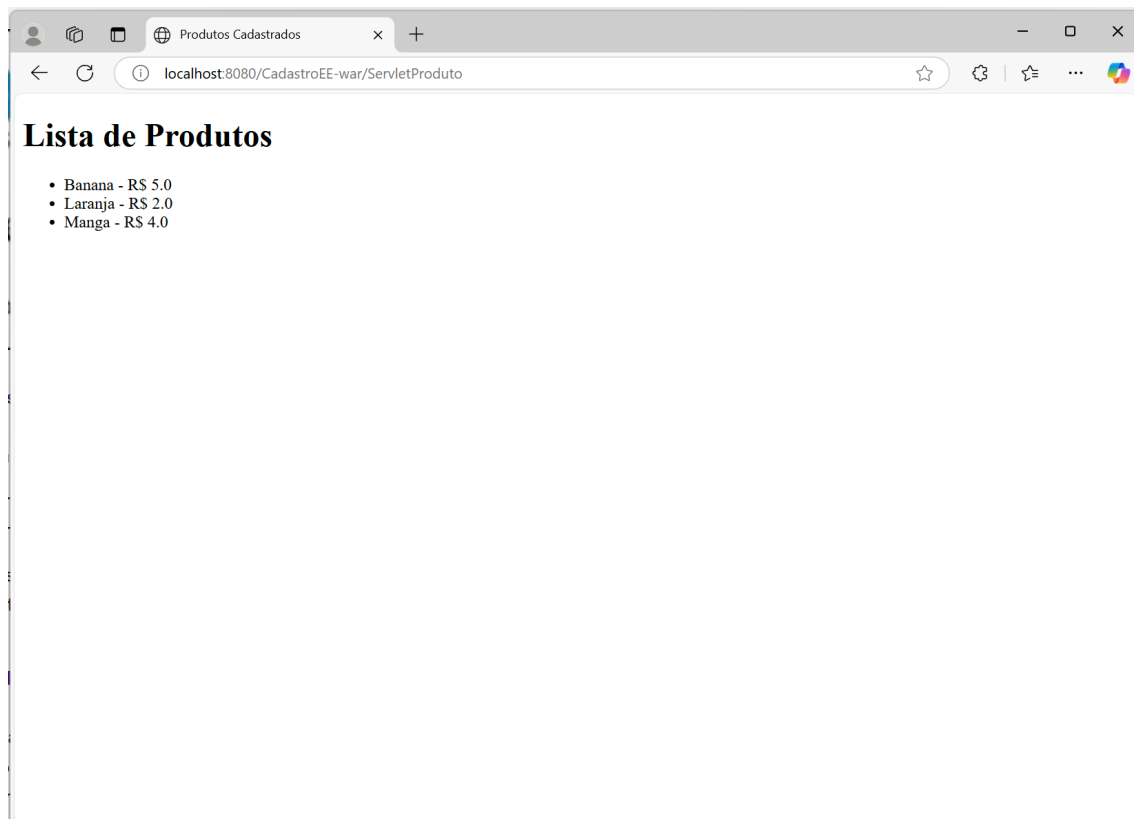 Produtos Cadastrados
localhost:8080/CadastroEE-war/ServletProduto
Lista de Produtos
Banana - R$ 5.0
Laranja - R$ 2.0
Manga - R$ 4.0